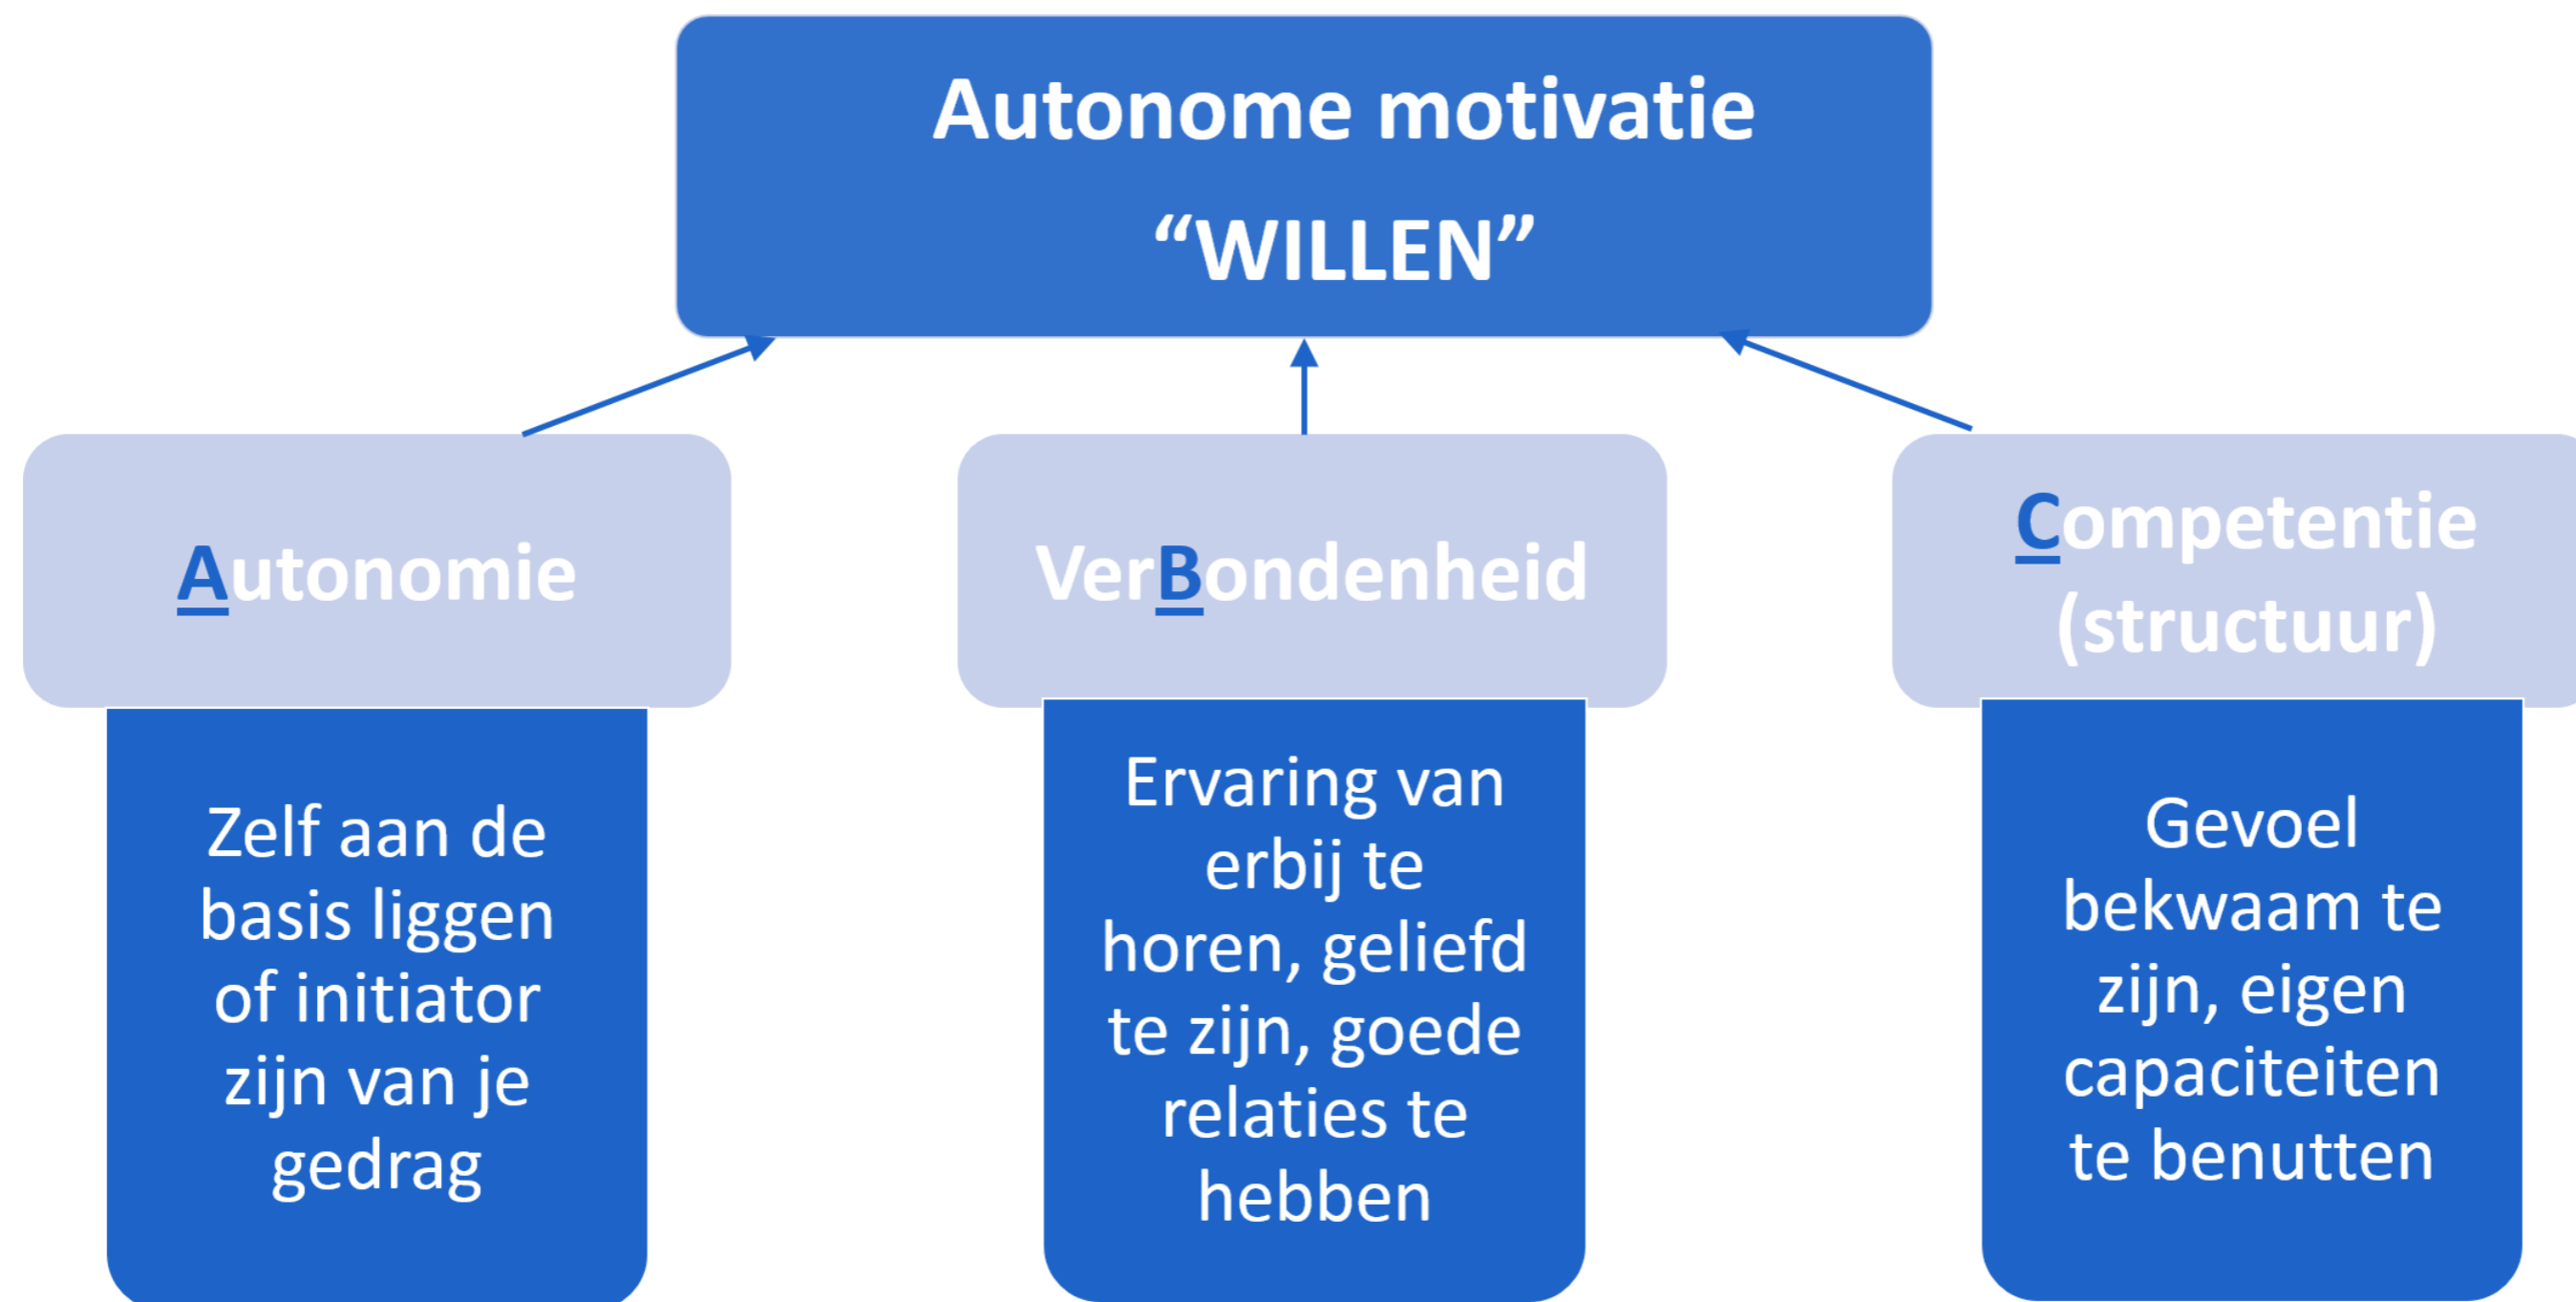 Autonome motivatie
“WILLEN”
Autonomie
Zelf aan de
basis liggen
of initiator
zijn van je
gedrag
VerBondenheid
Ervaring van
erbij te
horen, geliefd
te zijn, goede
relaties te
hebben
Competentie
(structuur)
Gevoel
bekwaam te
zijn, eigen
capaciteiten
te benutten